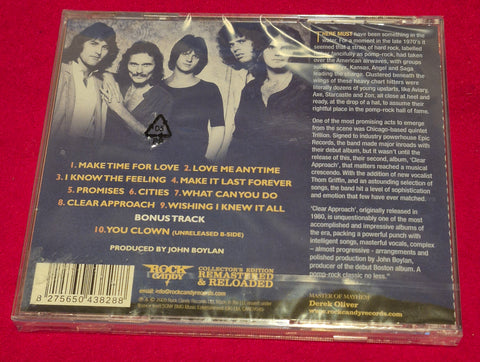 1. MAKE TIME FOR LOVE 2. LOVE ME ANYTIME
3. I KNOW THE FEELING 4. MAKE IT LAST FOREVER
5. PROMISES 6. CITIES 7. WHAT CAN YOU DO
8. CLEAR APPROACH 9. WISHING I KNEW IT ALL
BONUS TRACK
10. YOU CLOWN (UNRELEASED B-SIDE)
PRODUCED BY JOHN BOYLAN
THERE MUST have been something in the
water. For a moment in the late 1970's it
seemed that a strain of hard rock, labelled
over the American airwaves, with groups
Kansas, Angel and Saga
leading the charge. Clustered beneath the
wings of these heavy chart hitters were
literally dozens of young upstarts, like Aviary,
Axe, Starcastle and Zon, all close at heel and
ready, at the drop of a hat, to assume their
rightful place in the pomp-rock hall of fame.
One of the most promising acts to emerge
from the scene was Chicago-based quintet
Trillion. Signed to industry powerhouse Epic
Records, the band made major inroads with
their debut album, but it wasn't until the
release of this, their second, album, 'Clear
Approach', that matters reached a musical
crescendo. With the addition of new vocalist
Thom Griffin, and an astounding selection of
songs, the band hit a level of sophistication
and emotion that few have ever matched.
'Clear Approach', originally released in
1980, is unquestionably one of the most
accomplished and impressive albums of
the era, packing a powerful punch with
intelligent songs, masterful vocals, complex
– almost progressive - arrangements and
polished production by John Boylan,
producer of the debut Boston album. A
pomp-rock classic no less."
MASTER OF MAYHEM
Derek Oliver
www.rockcandyrecords.com
ROCK
CANDY
COLLECTOR'S EDITION
REMASTERED
& RELOADED
email: info@rockcandyrecords.com
8 275650 438288